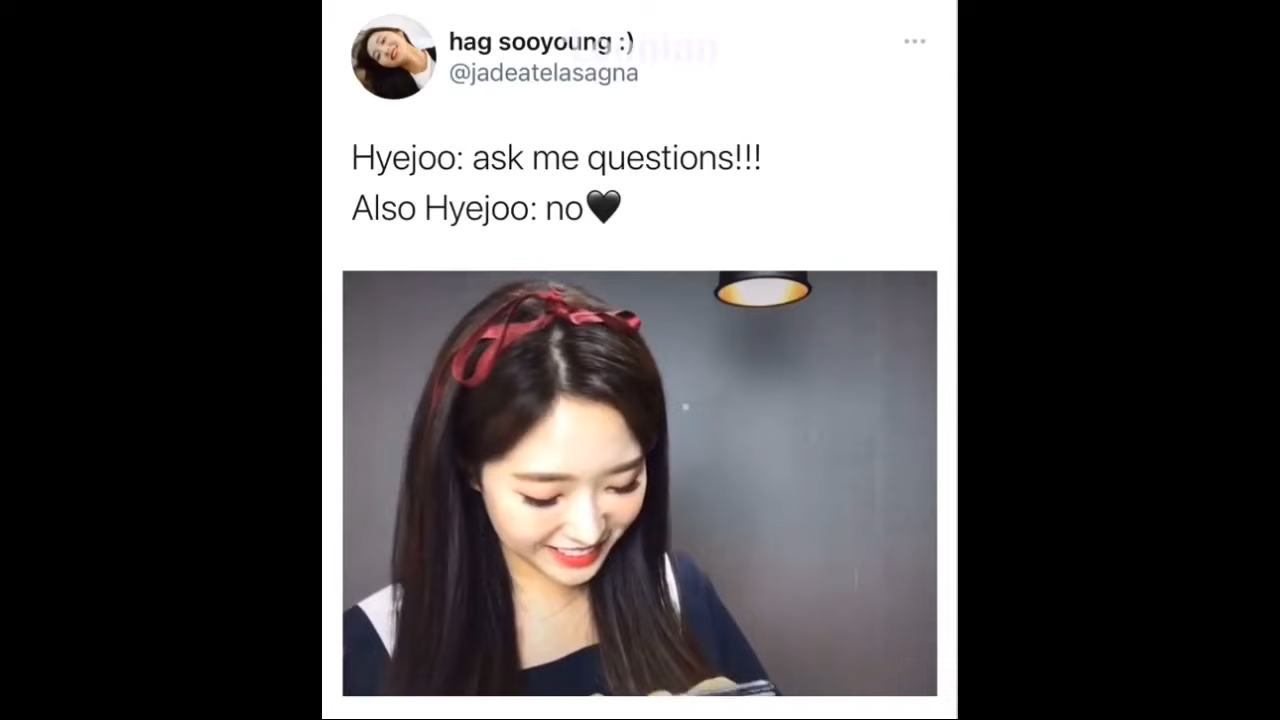 hag sooyoung :)
@jadeatelasagna
Hyejoo: ask me questions!!!
Also Hyejoo: no🖤